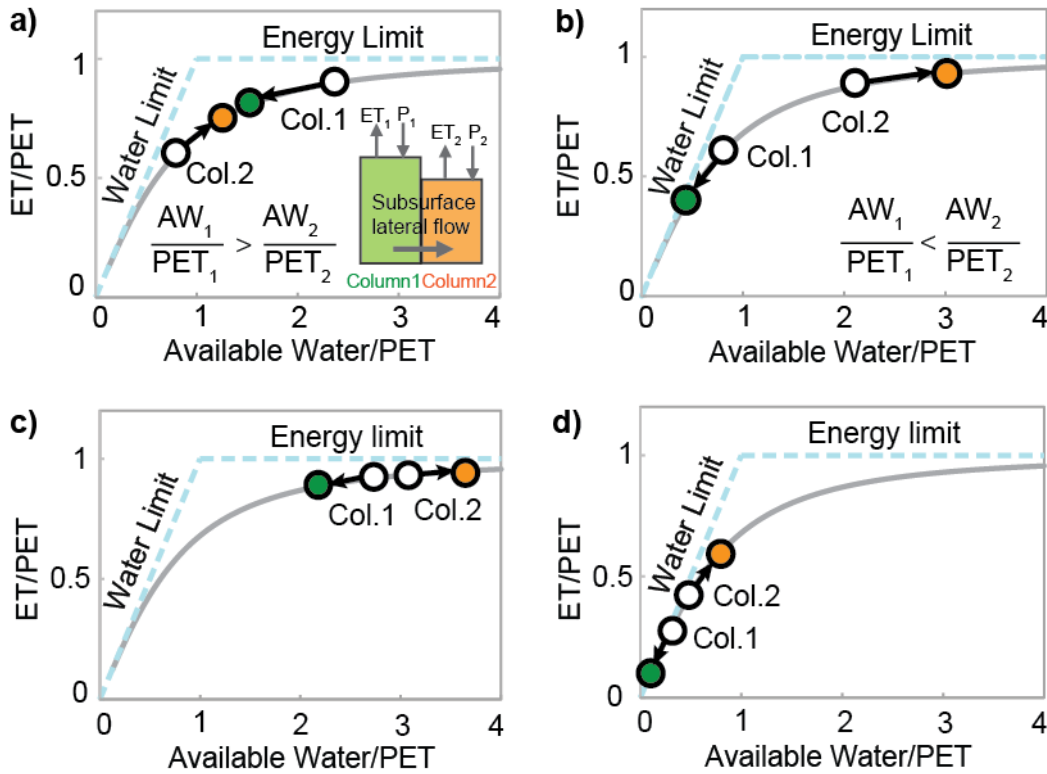 a)
Energy Limit
1
Water Limit
Col.1
ET₁ P₁
ET₂ P₂
Col.2
ET/PET
0.5
Subsurface
lateral flow
AW₁/PET₁ > AW₂/PET₂
Column1 Column2
0
0 1 2 3 4
Available Water/PET
b)
Energy Limit
1
Water Limit
Col.2
Col.1
ET/PET
0.5
AW₁/PET₁ < AW₂/PET₂
0
0 1 2 3 4
Available Water/PET
c)
Energy limit
1
Water Limit
Col.1
Col.2
ET/PET
0.5
0
0 1 2 3 4
Available Water/PET
d)
Energy limit
1
Water Limit
ET/PET
0.5
Col.2
Col.1
0
0 1 2 3 4
Available Water/PET